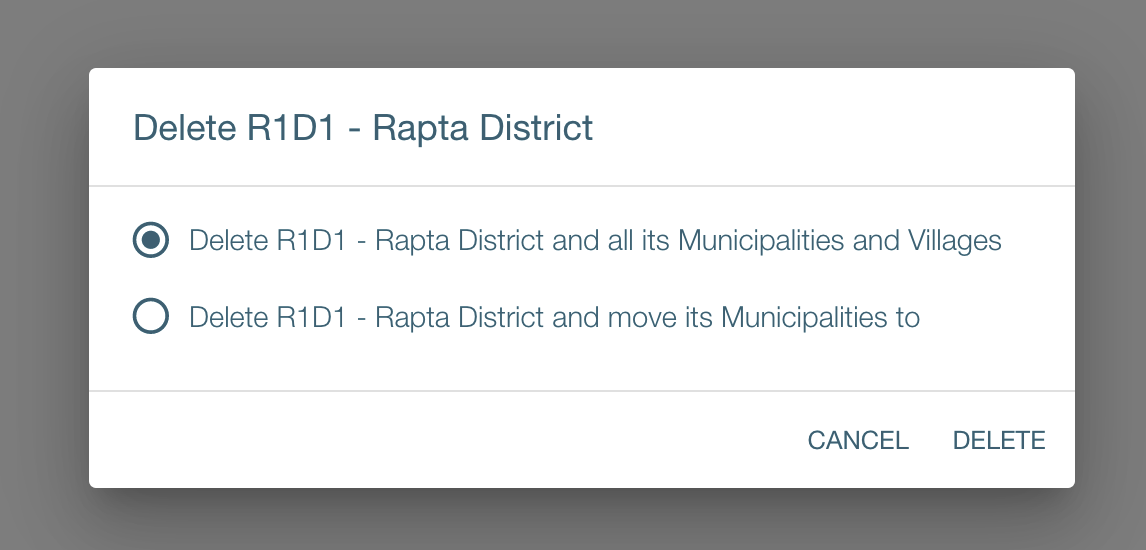 Delete R1D1 - Rapta District
Delete R1D1 - Rapta District and all its Municipalities and Villages
Delete R1D1 - Rapta District and move its Municipalities to
CANCEL DELETE